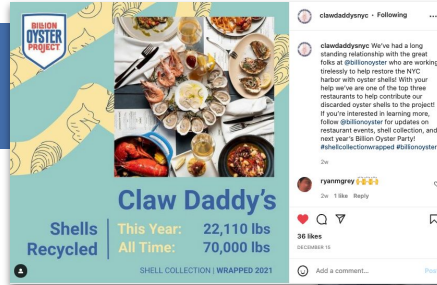 BILLION
OYSTER
PROJECT
Claw Daddy's
Shells
Recycled
This Year: 22,110 lbs
All Time: 70,000 lbs
SHELL COLLECTION | WRAPPED 2021
clawdaddysnyc • Following
clawdaddysnyc We've had a long
standing relationship with the great
folks at @billionoyster who are working
tirelessly to help restore the NYC
harbor with oyster shells! With your
help we've are one of the top three
restaurants to help contribute our
discarded oyster shells to the project!
If you're interested in learning more,
follow @billionoyster for updates on
restaurant events, shell collection, and
next year's Billion Oyster Party!
#shellcollectionwrapped #billionoyster
2w
ryanmgrey
2w 1 like Reply
36 likes
DECEMBER 15
Add a comment...
Pos